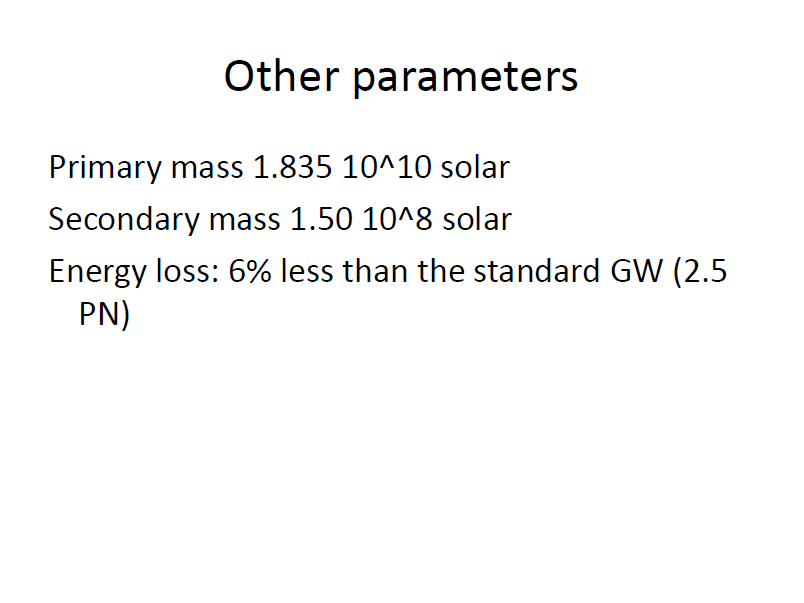 Other parameters
Primary mass 1.835 10^10 solar
Secondary mass 1.50 10^8 solar
Energy loss: 6% less than the standard GW (2.5
PN)